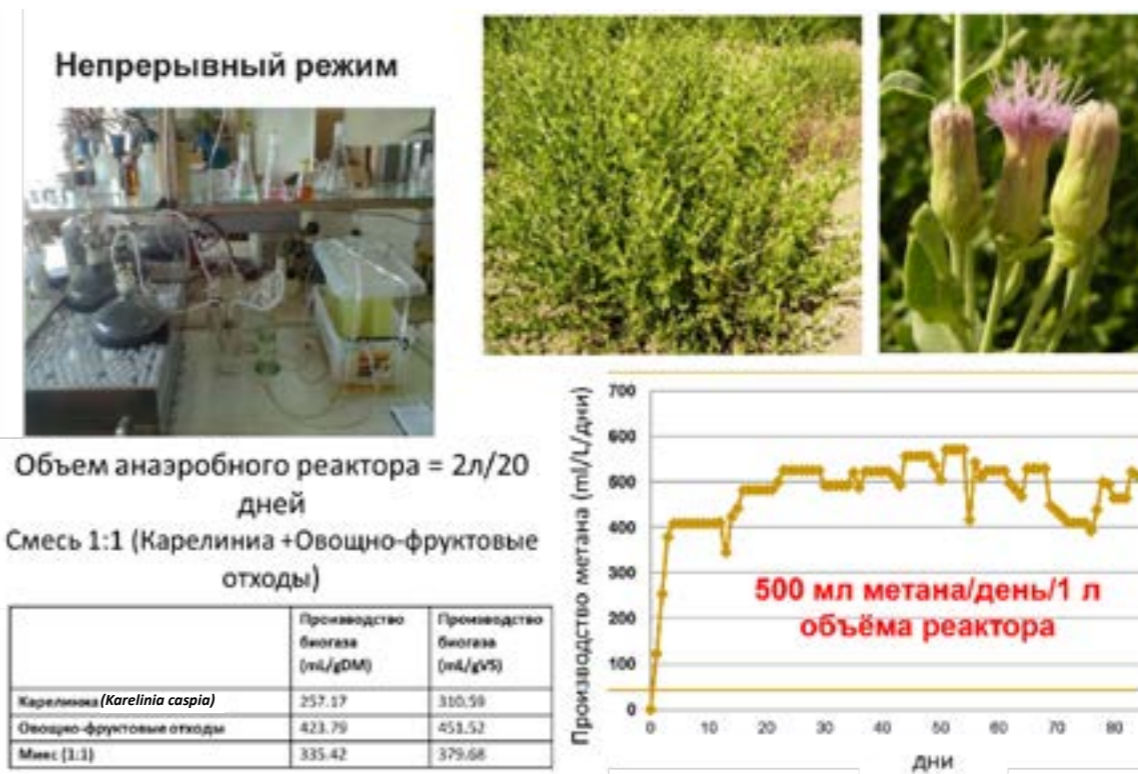 Непрерывный режим
Объем анаэробного реактора = 2л/20
дней
Смесь 1:1 (Карелиниа +Овощно-фруктовые
отходы)
Производство
биогаза
(mL/gDM)
Производство
биогаза
(mL/gVS)
Карелиниа (Karelinia caspia)
257.17
310.59
Овощно-фруктовые отходы
423.79
451.52
Микс (1:1)
335.42
379.68
Производство метана (ml/L/дни)
700
600
500
400
300
200
100
0
500 мл метана/день/1 л
объёма реактора
0 10 20 30 40 50 60 70 80
дни